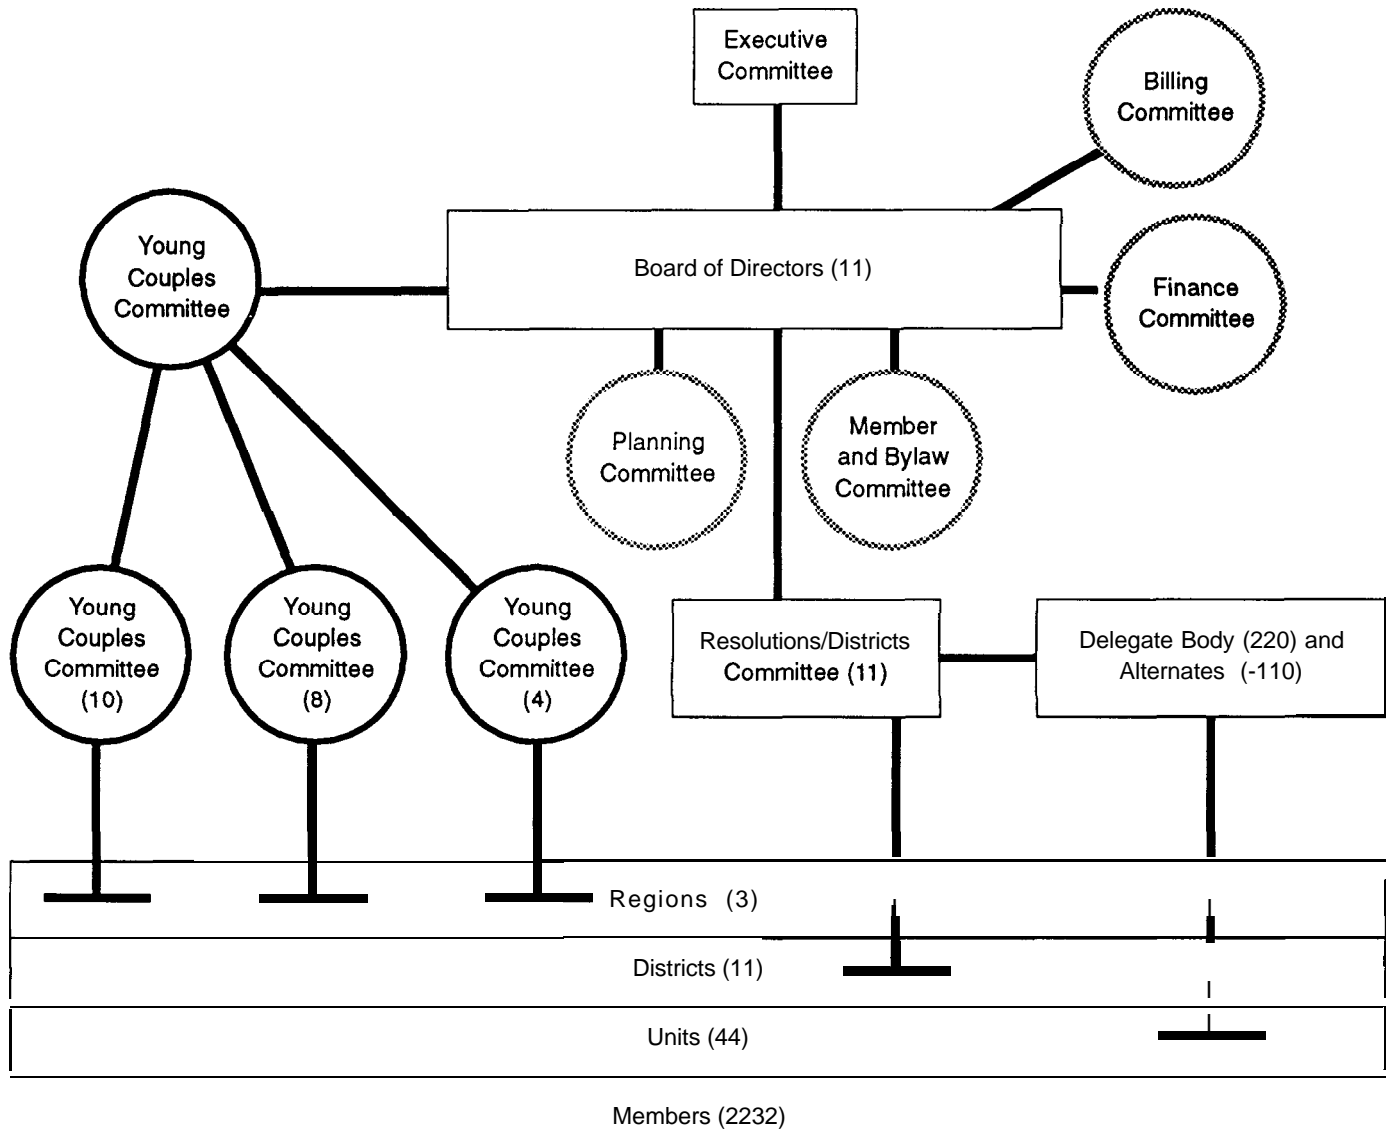 Executive
Committee
Billing
Committee
Young
Couples
Committee
Board of Directors (11)
Finance
Committee
Planning
Committee
Member
and Bylaw
Committee
Young
Couples
Committee
(10)
Young
Couples
Committee
(8)
Young
Couples
Committee
(4)
Resolutions/Districts
Committee (11)
Delegate Body (220) and
Alternates (-110)
Regions (3)
Districts (11)
Units (44)
Members (2232)